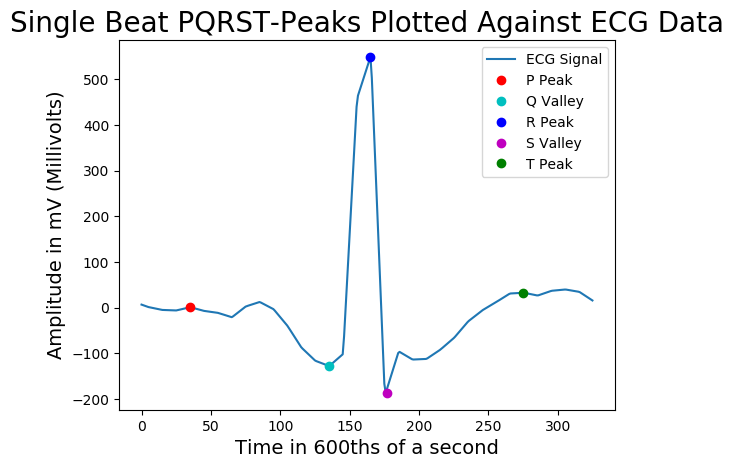 Single Beat PQRST-Peaks Plotted Against ECG Data
Amplitude in mV (Millivolts)
500
400
300
200
100
0
−100
−200
ECG Signal
P Peak
Q Valley
R Peak
S Valley
T Peak
0 50 100 150 200 250 300
Time in 600ths of a second